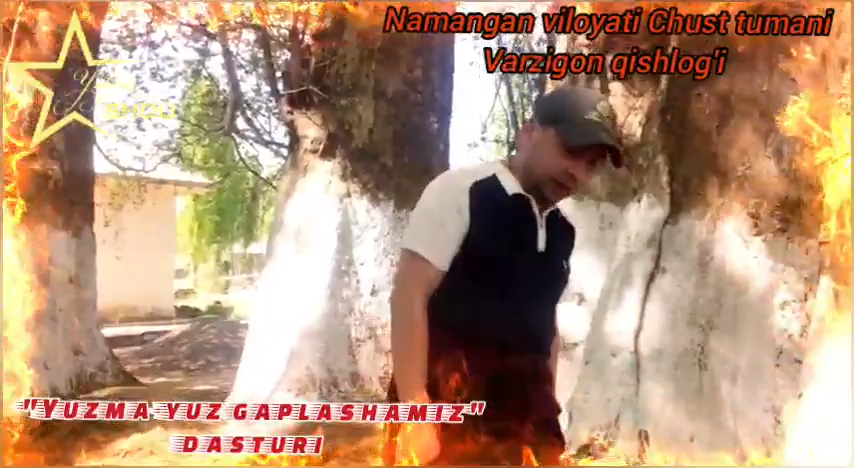 Namangan viloyati Chust tumani
Varzigon qishlog'i
"YUZMA YUZ GAPLASHAMIZ"
DASTURI